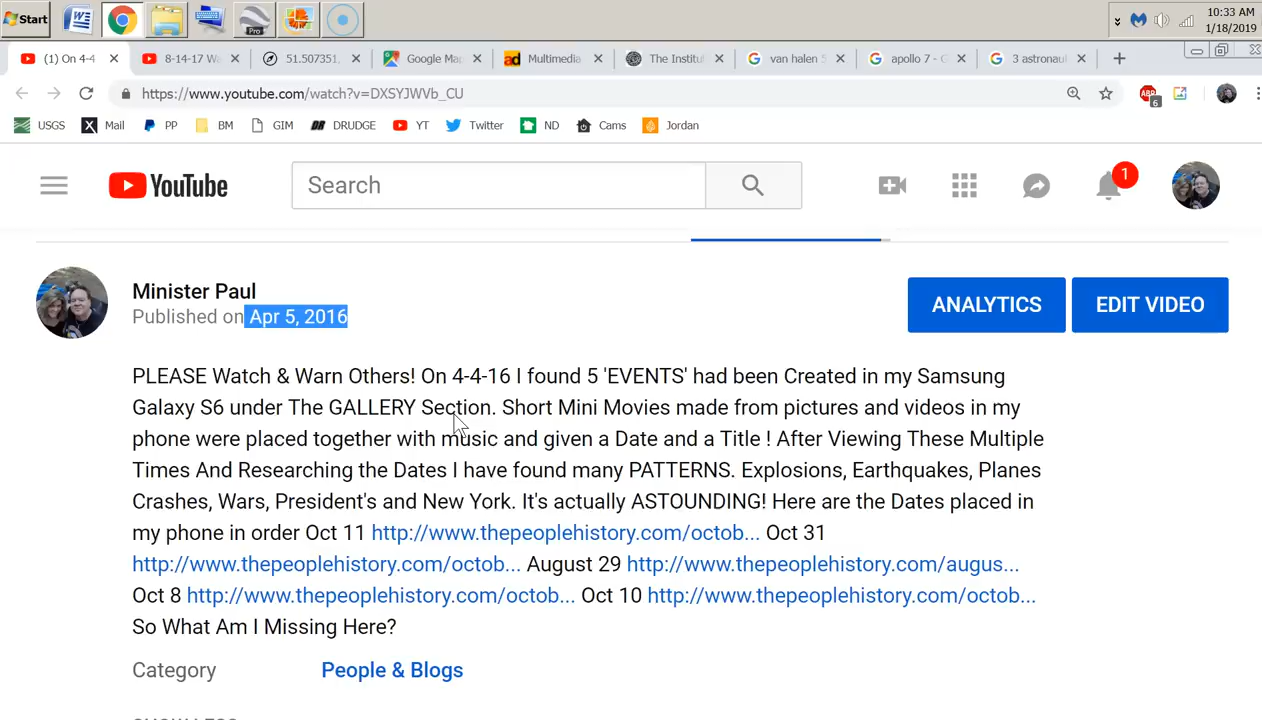 Start
Pro
10:33 AM
1/18/2019
(1) On 4-4
8-14-17 Wa
51.507351,
Google Map
Multimedia
The Institu
van halen 5
apollo 7 - G
3 astronau
https://www.youtube.com/watch?v=DXSYJWVb_CU
ABP
6
USGS
X Mail
PP
BM
GIM
DR DRUDGE
YT
Twitter
ND
Cams
Jordan
YouTube
Search
1
Minister Paul
Published on Apr 5, 2016
ANALYTICS
EDIT VIDEO
PLEASE Watch & Warn Others! On 4-4-16 I found 5 'EVENTS' had been Created in my Samsung
Galaxy S6 under The GALLERY Section. Short Mini Movies made from pictures and videos in my
phone were placed together with music and given a Date and a Title ! After Viewing These Multiple
Times And Researching the Dates I have found many PATTERNS. Explosions, Earthquakes, Planes
Crashes, Wars, President's and New York. It's actually ASTOUNDING! Here are the Dates placed in
my phone in order Oct 11 http://www.thepeoplehistory.com/octob... Oct 31
http://www.thepeoplehistory.com/octob... August 29 http://www.thepeoplehistory.com/augus...
Oct 8 http://www.thepeoplehistory.com/octob... Oct 10 http://www.thepeoplehistory.com/octob...
So What Am I Missing Here?
Category
People & Blogs
SHOW LESS